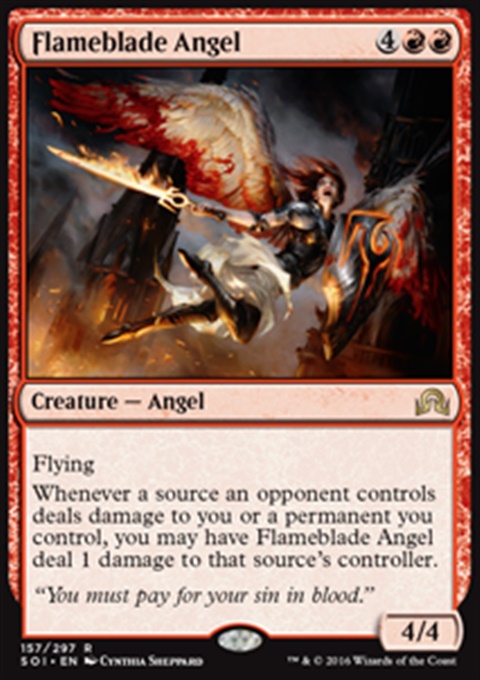 Flameblade Angel 4
Creature — Angel
Flying
Whenever a source an opponent controls
deals damage to you or a permanent you
control, you may have Flameblade Angel
deal 1 damage to that source's controller.
"You must pay for your sin in blood."
4/4
157/297 R
SOI • EN Cynthia Sheppard
™ & © 2016 Wizards of the Coast